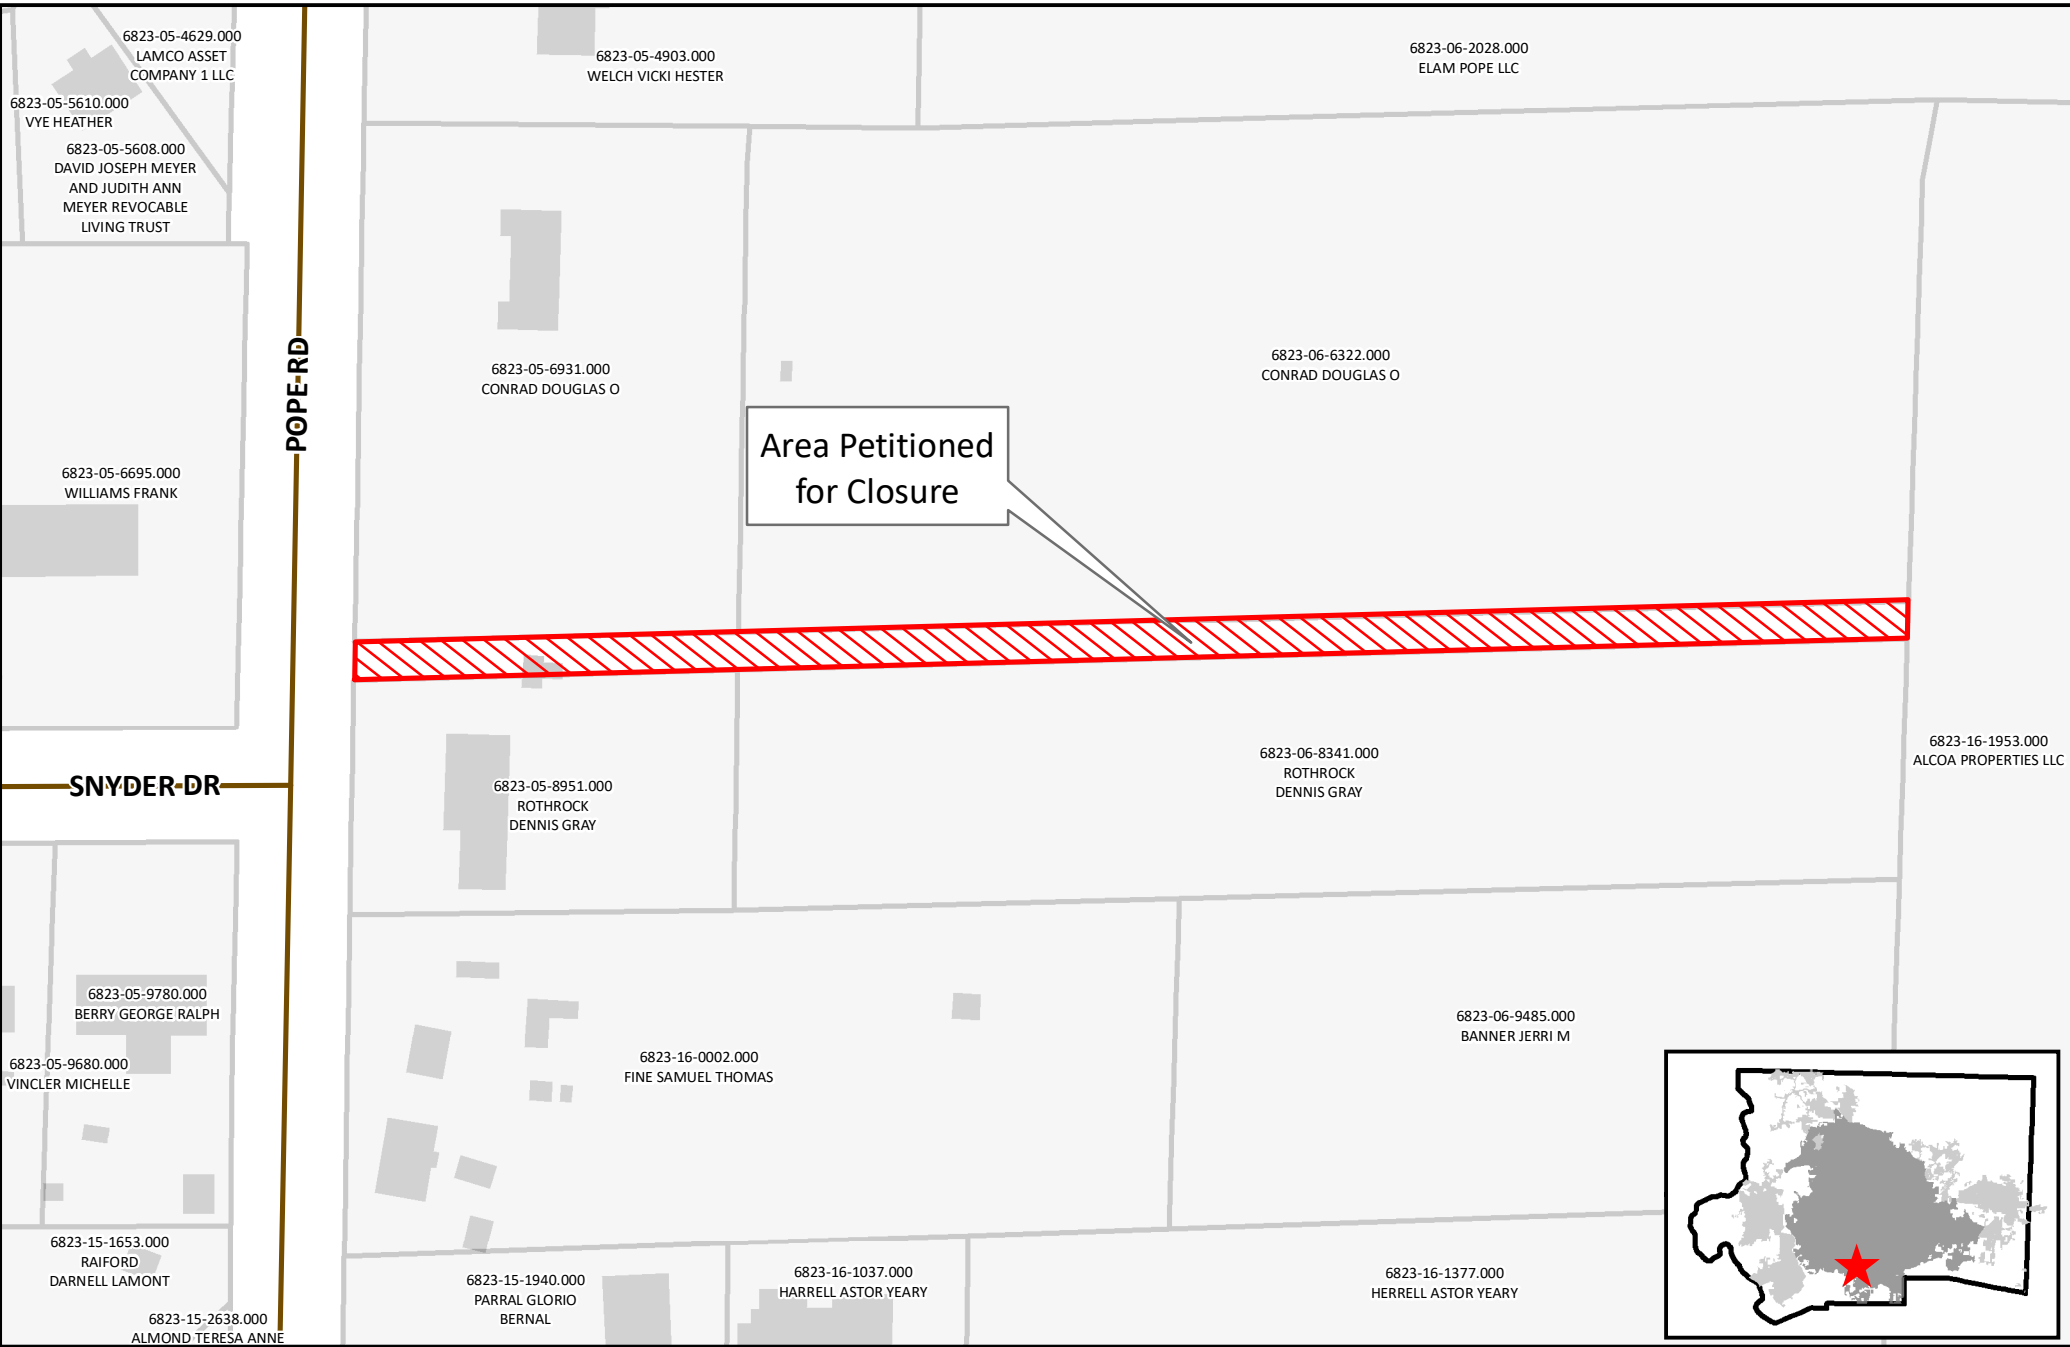 6823-05-4629.000
LAMCO ASSET
COMPANY 1 LLC
6823-05-4903.000
WELCH VICKI HESTER
6823-06-2028.000
ELAM POPE LLC
6823-05-5610.000
VYE HEATHER
6823-05-5608.000
DAVID JOSEPH MEYER
AND JUDITH ANN
MEYER REVOCABLE
LIVING TRUST
POPE RD
6823-05-6931.000
CONRAD DOUGLAS O
6823-06-6322.000
CONRAD DOUGLAS O
Area Petitioned
for Closure
6823-05-6695.000
WILLIAMS FRANK
SNYDER DR
6823-05-8951.000
ROTHROCK
DENNIS GRAY
6823-06-8341.000
ROTHROCK
DENNIS GRAY
6823-16-1953.000
ALCOA PROPERTIES LLC
6823-05-9780.000
BERRY GEORGE RALPH
6823-05-9680.000
VINCLER MICHELLE
6823-16-0002.000
FINE SAMUEL THOMAS
6823-06-9485.000
BANNER JERRI M
6823-15-1653.000
RAIFORD
DARNELL LAMONT
6823-15-2638.000
ALMOND TERESA ANNE
6823-15-1940.000
PARRAL GLORIO
BERNAL
6823-16-1037.000
HARRELL ASTOR YEARY
6823-16-1377.000
HERRELL ASTOR YEARY